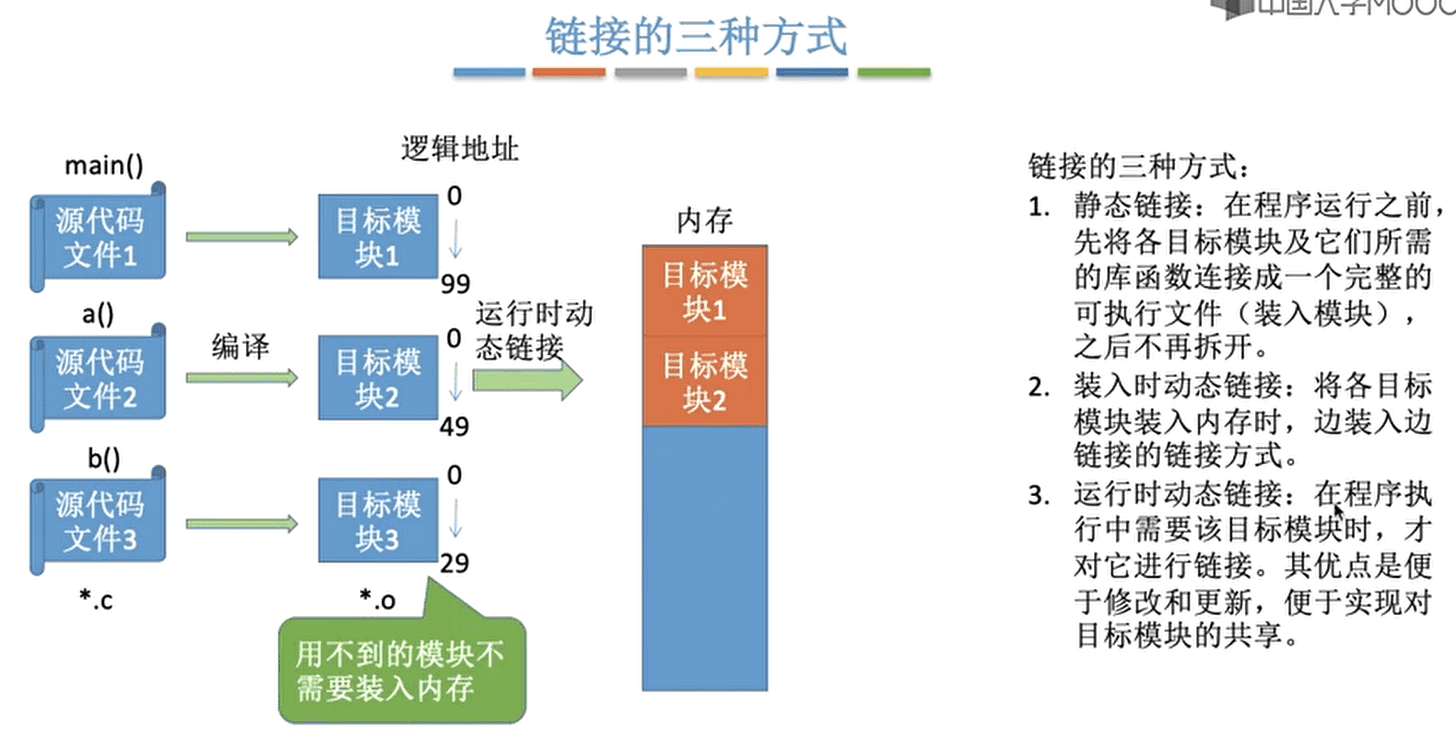 中国大学MOOC
链接的三种方式
逻辑地址
main()
源代码
文件1
目标模
块1
0
99
a()
源代码
文件2
编译
目标模
块2
0
49
运行时动
态链接
b()
源代码
文件3
目标模
块3
0
29
*.c
*.o
用不到的模块不
需要装入内存
内存
目标模
块1
目标模
块2
链接的三种方式：
1. 静态链接：在程序运行之前，
先将各目标模块及它们所需
的库函数连接成一个完整的
可执行文件（装入模块），
之后不再拆开。
2. 装入时动态链接：将各目标
模块装入内存时，边装入边
链接的链接方式。
3. 运行时动态链接：在程序执
行中需要该目标模块时，才
对它进行链接。其优点是便
于修改和更新，便于实现对
目标模块的共享。